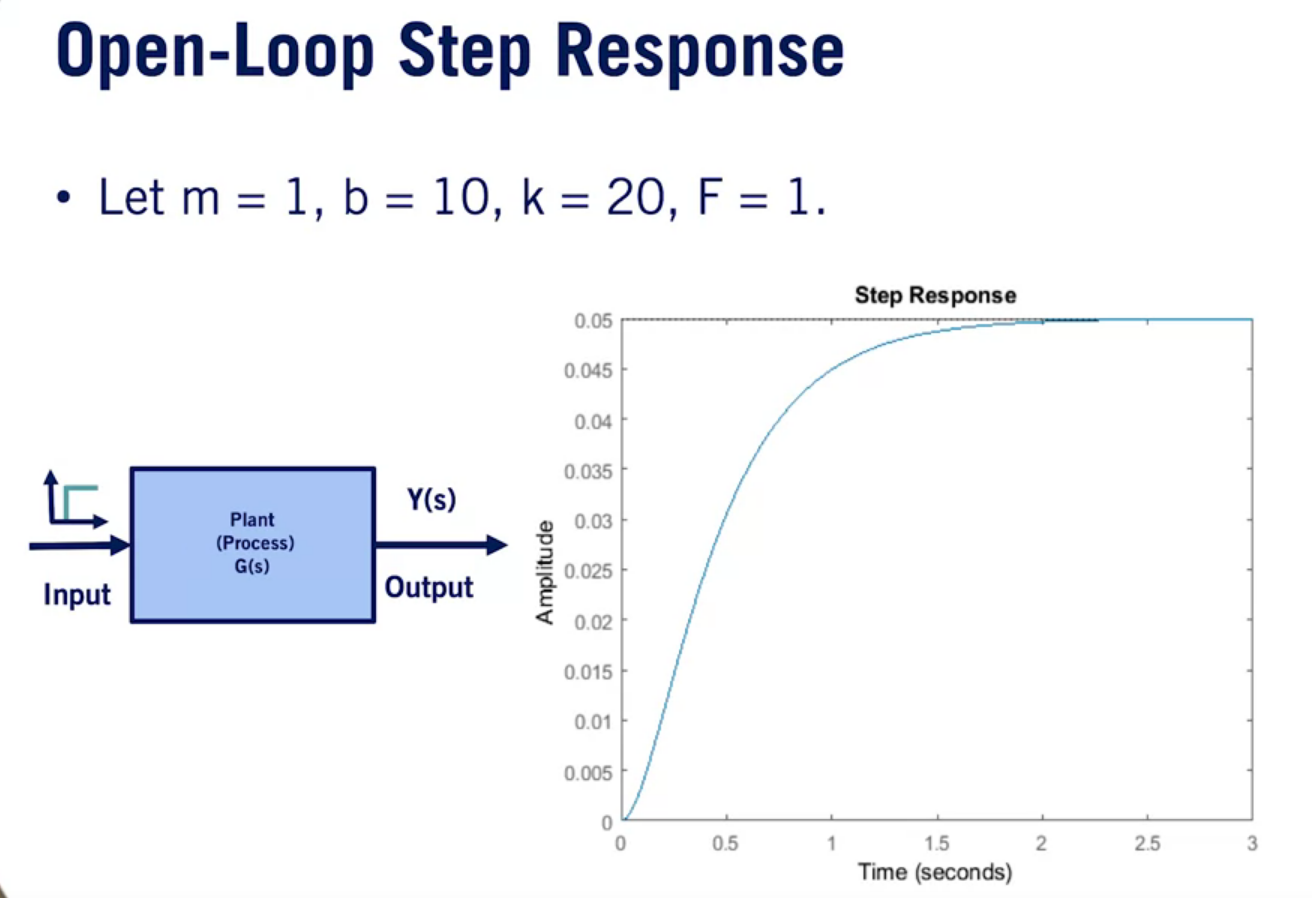 Open-Loop Step Response
• Let m = 1, b = 10, k = 20, F = 1.
Plant
(Process)
G(s)
Input
Y(s)
Output
Step Response
Amplitude
0.05
0.045
0.04
0.035
0.03
0.025
0.02
0.015
0.01
0.005
0
0 0.5 1 1.5 2 2.5 3
Time (seconds)